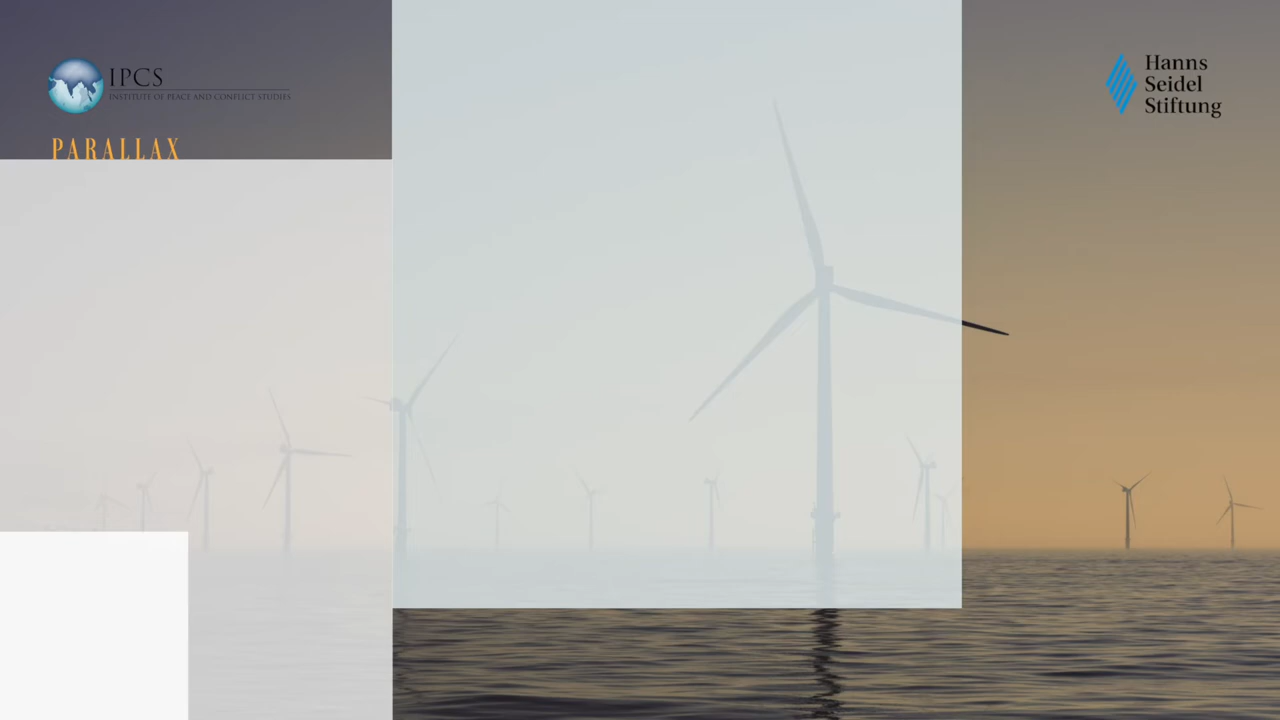 IPCS
INSTITUTE OF PEACE AND CONFLICT STUDIES
PARALLAX
Hanns
Seidel
Stiftung